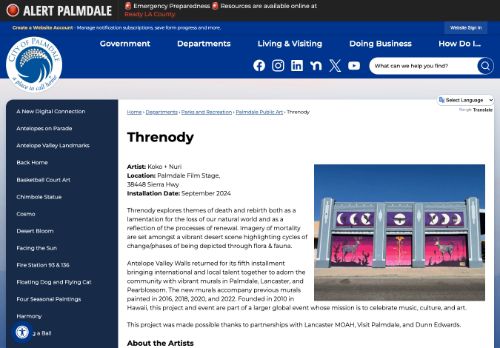 ALERT PALMDALE
🚨 Emergency Preparedness 🚨 Resources are available online at
Ready LA County.
Create a Website Account - Manage notification subscriptions, save form progress and more.
Website Sign In
CITY OF PALMDALE
a place to call home
Government
Departments
Living & Visiting
Doing Business
How Do I...
What can we help you find?
Select Language
Translate
A New Digital Connection
Antelopes on Parade
Antelope Valley Landmarks
Back Home
Basketball Court Art
Chimbole Statue
Cosmo
Desert Bloom
Facing the Sun
Fire Station 93 & 136
Floating Dog and Flying Cat
Four Seasonal Paintings
Harmony
g a Ball
Home › Departments › Parks and Recreation › Palmdale Public Art › Threnody
Threnody
Artist: Koko + Nuri
Location: Palmdale Film Stage,
38448 Sierra Hwy
Installation Date: September 2024
Threnody explores themes of death and rebirth both as a
lamentation for the loss of our natural world and as a
reflection of the processes of renewal. Imagery of mortality
are set amongst a vibrant desert scene highlighting cycles of
change/phases of being depicted through flora & fauna.
Antelope Valley Walls returned for its fifth installment
bringing international and local talent together to adorn the
community with vibrant murals in Palmdale, Lancaster, and
Pearblossom. The new murals accompany previous murals
painted in 2016, 2018, 2020, and 2022. Founded in 2010 in
Hawaii, this project and event are part of a larger global event whose mission is to celebrate music, culture, and art.
This project was made possible thanks to partnerships with Lancaster MOAH, Visit Palmdale, and Dunn Edwards.
About the Artists